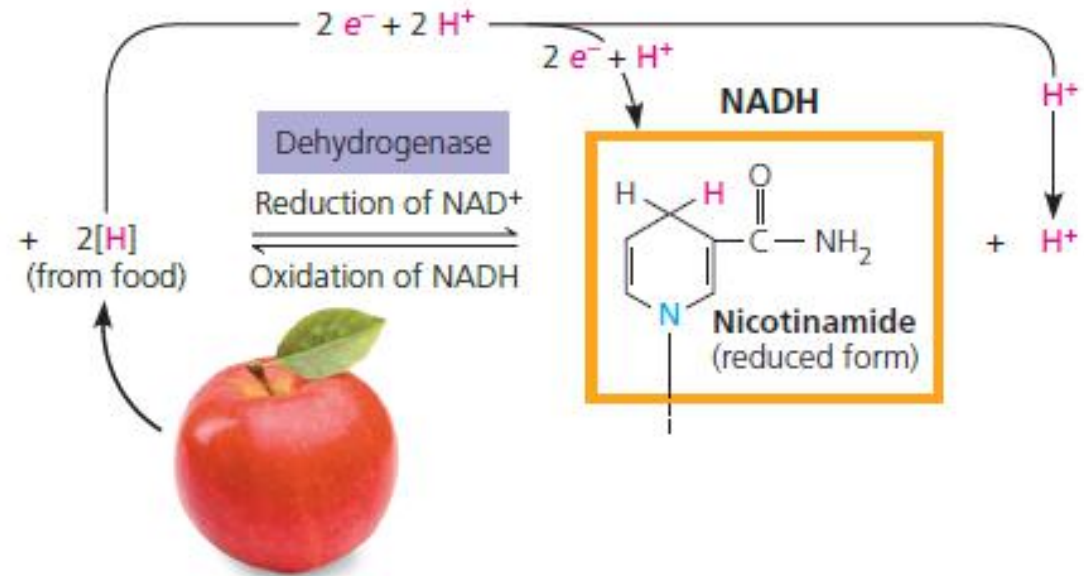 2 e⁻ + 2 H⁺
2 e⁻ + H⁺
H⁺
NADH
Dehydrogenase
Reduction of NAD⁺
Oxidation of NADH
+ 2[H]
(from food)
H H O
C — NH₂
N
Nicotinamide
(reduced form)
+ H⁺